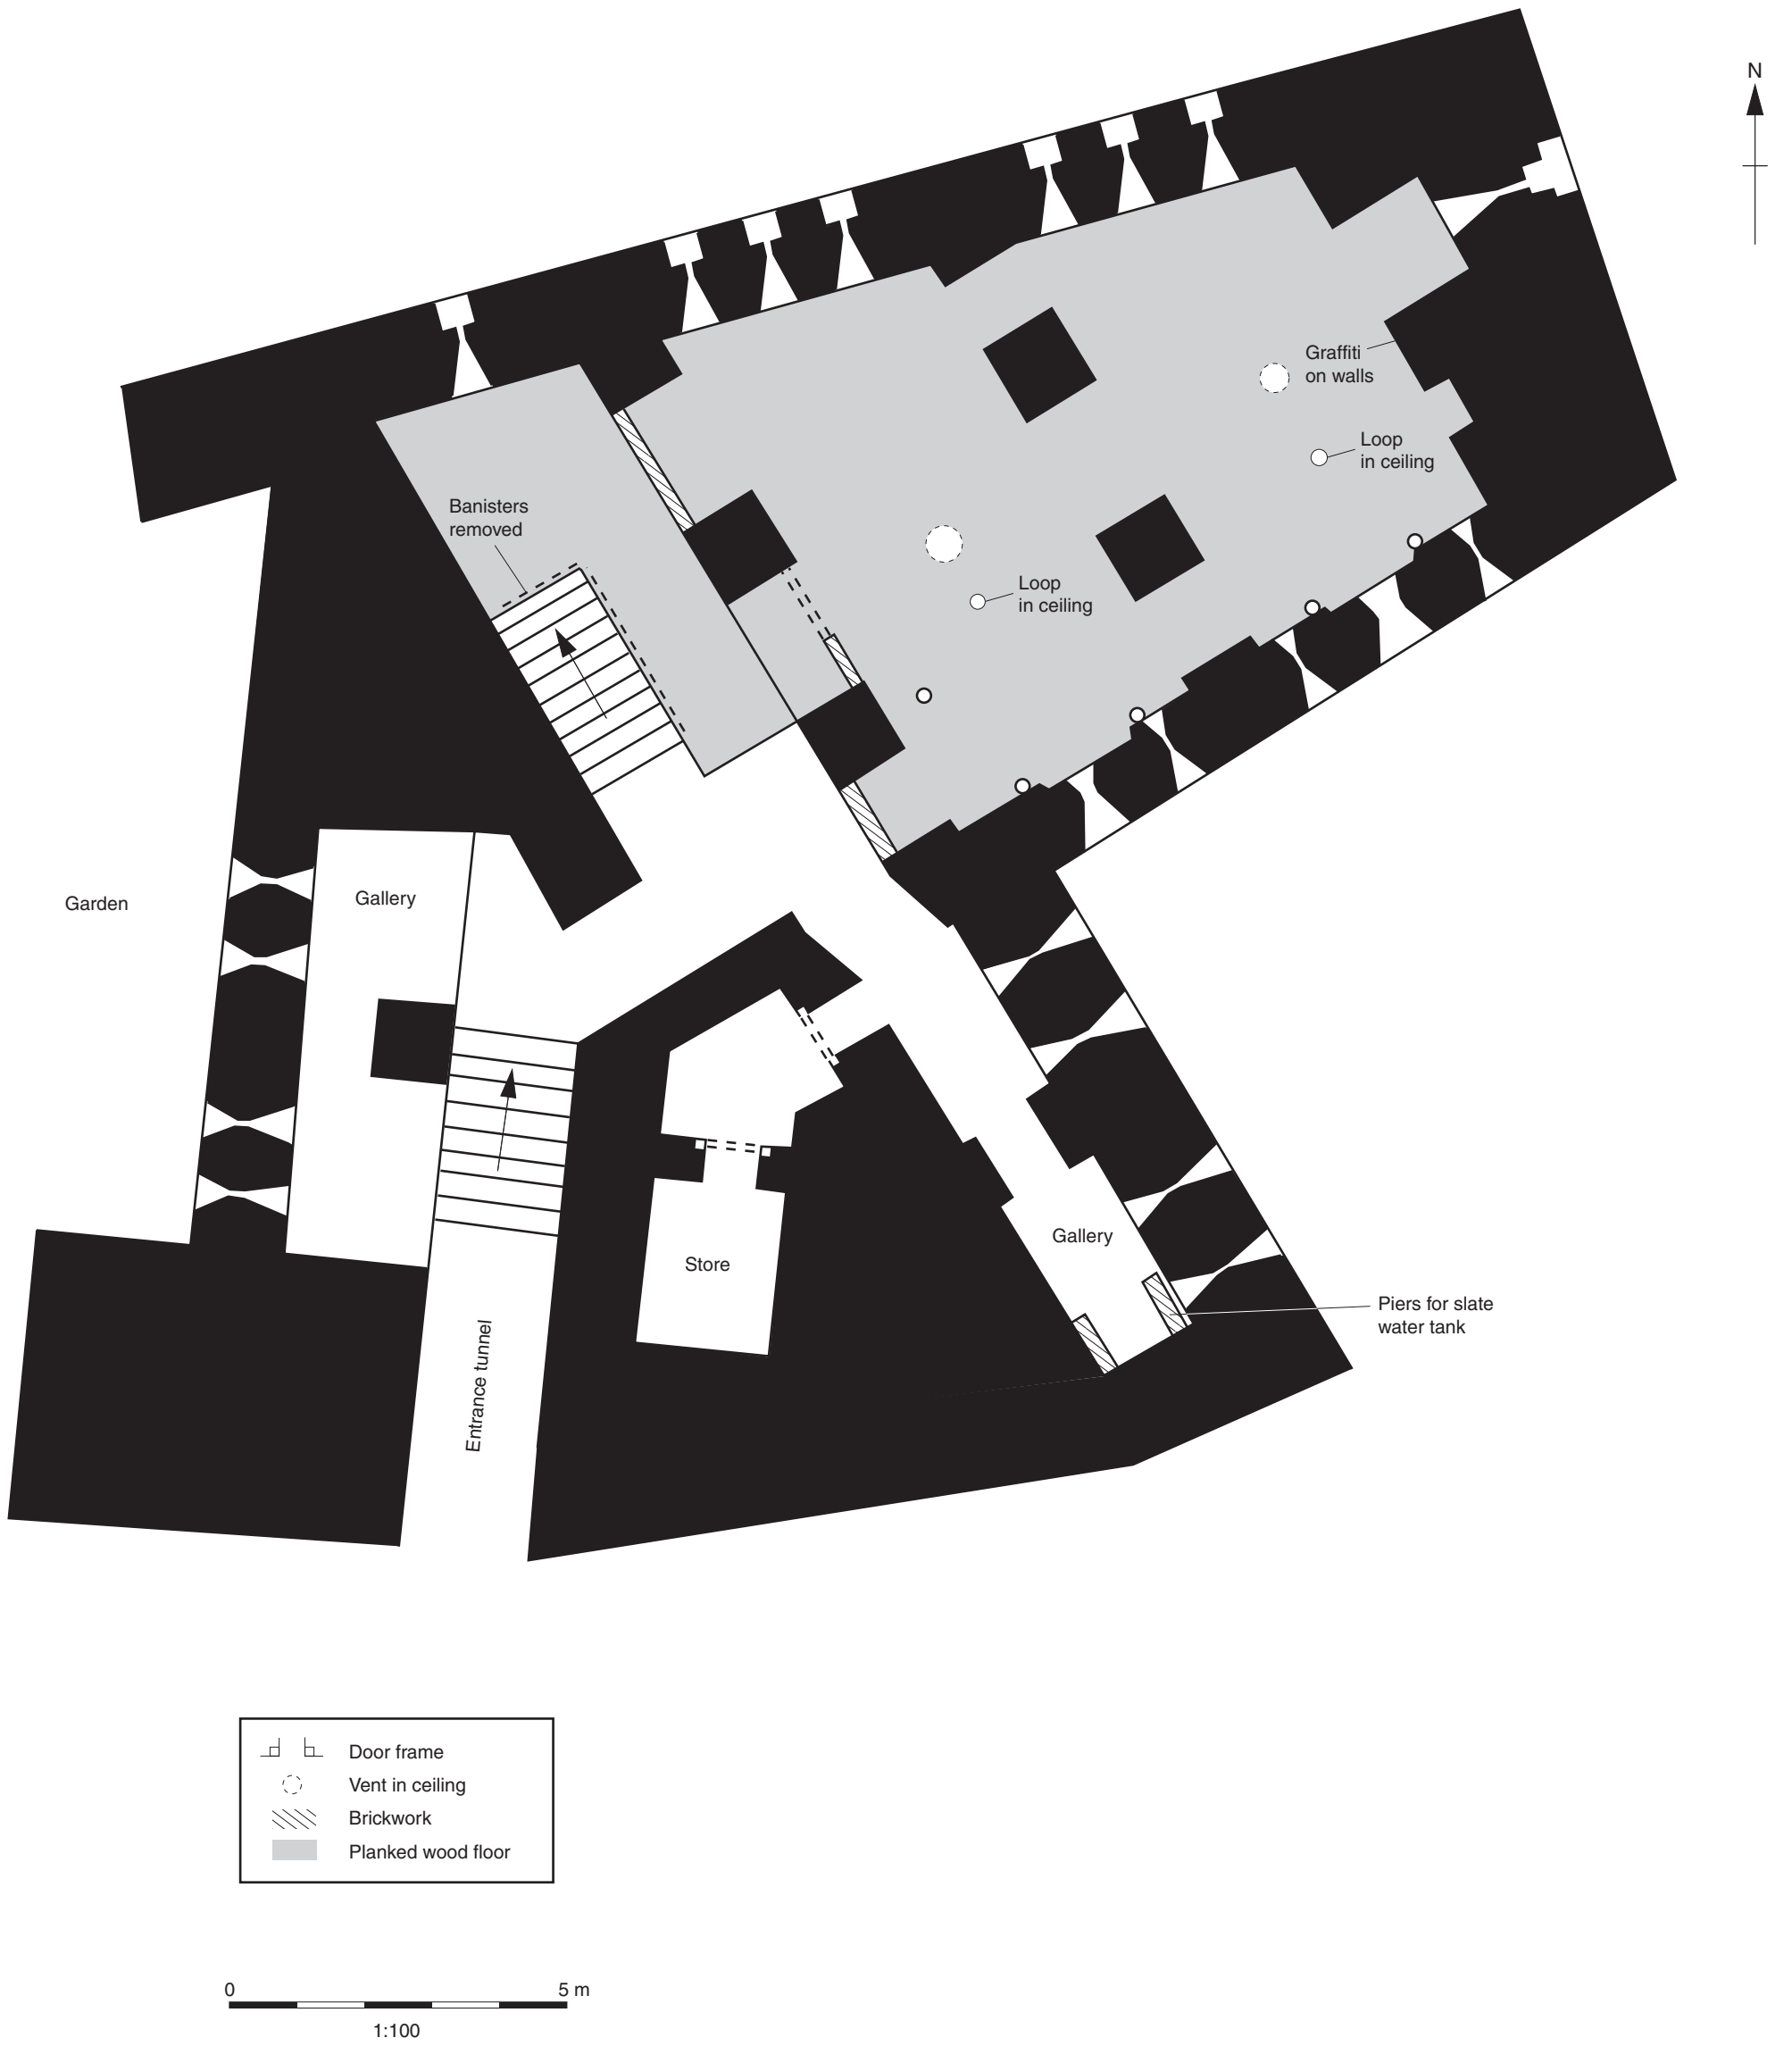 N
Graffiti
on walls
Loop
in ceiling
Banisters
removed
Loop
in ceiling
Garden
Gallery
Gallery
Store
Piers for slate
water tank
Entrance tunnel
Door frame
Vent in ceiling
Brickwork
Planked wood floor
0 5 m
1:100